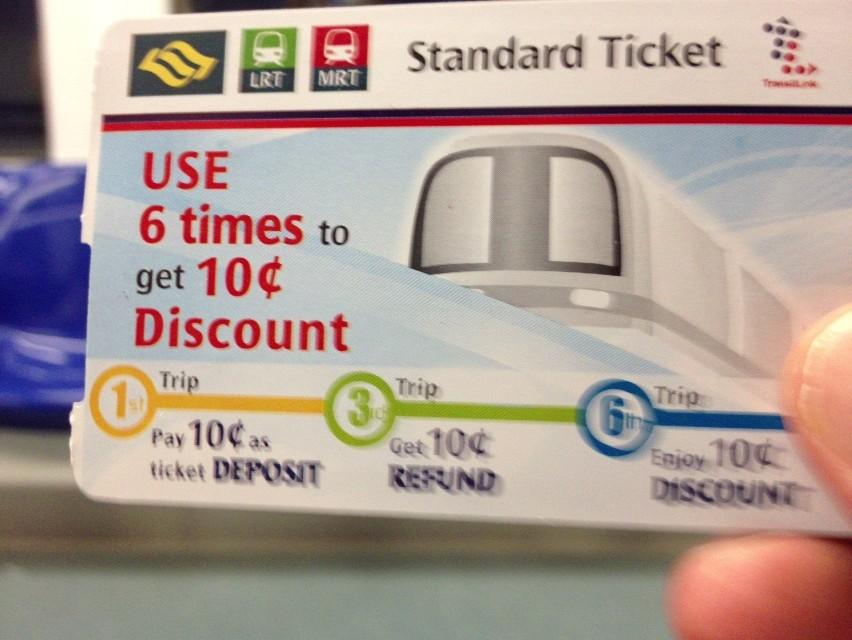 LRT MRT Standard Ticket TransitLink
USE
6 times to
get 10¢
Discount
1st Trip 3rd Trip 6th Trip
Pay 10¢ as Get 10¢ Enjoy 10¢
ticket DEPOSIT REFUND DISCOUNT